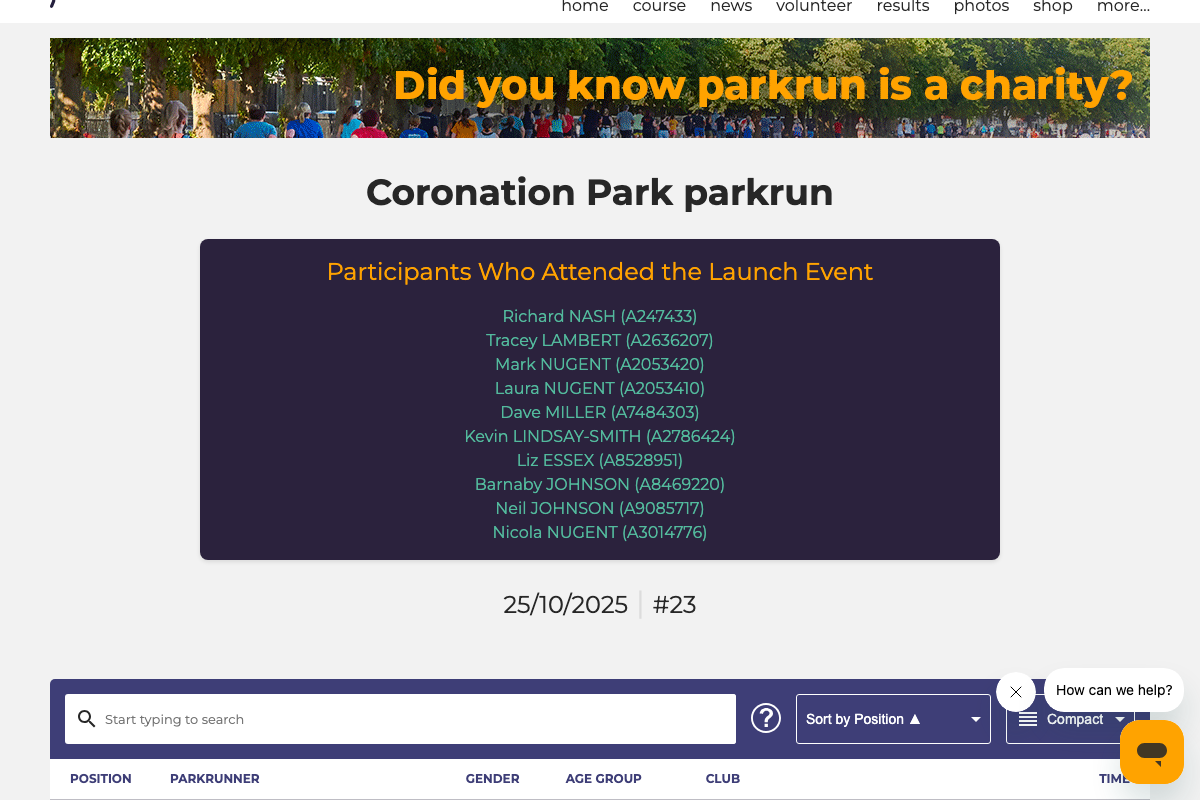 home course news volunteer results photos shop more...
Did you know parkrun is a charity?
Coronation Park parkrun
Participants Who Attended the Launch Event
Richard NASH (A247433)
Tracey LAMBERT (A2636207)
Mark NUGENT (A2053420)
Laura NUGENT (A2053410)
Dave MILLER (A7484303)
Kevin LINDSAY-SMITH (A2786424)
Liz ESSEX (A8528951)
Barnaby JOHNSON (A8469220)
Neil JOHNSON (A9085717)
Nicola NUGENT (A3014776)
25/10/2025 #23
How can we help?
Start typing to search ? Sort by Position ▲ Compact
POSITION PARKRUNNER GENDER AGE GROUP CLUB TIME